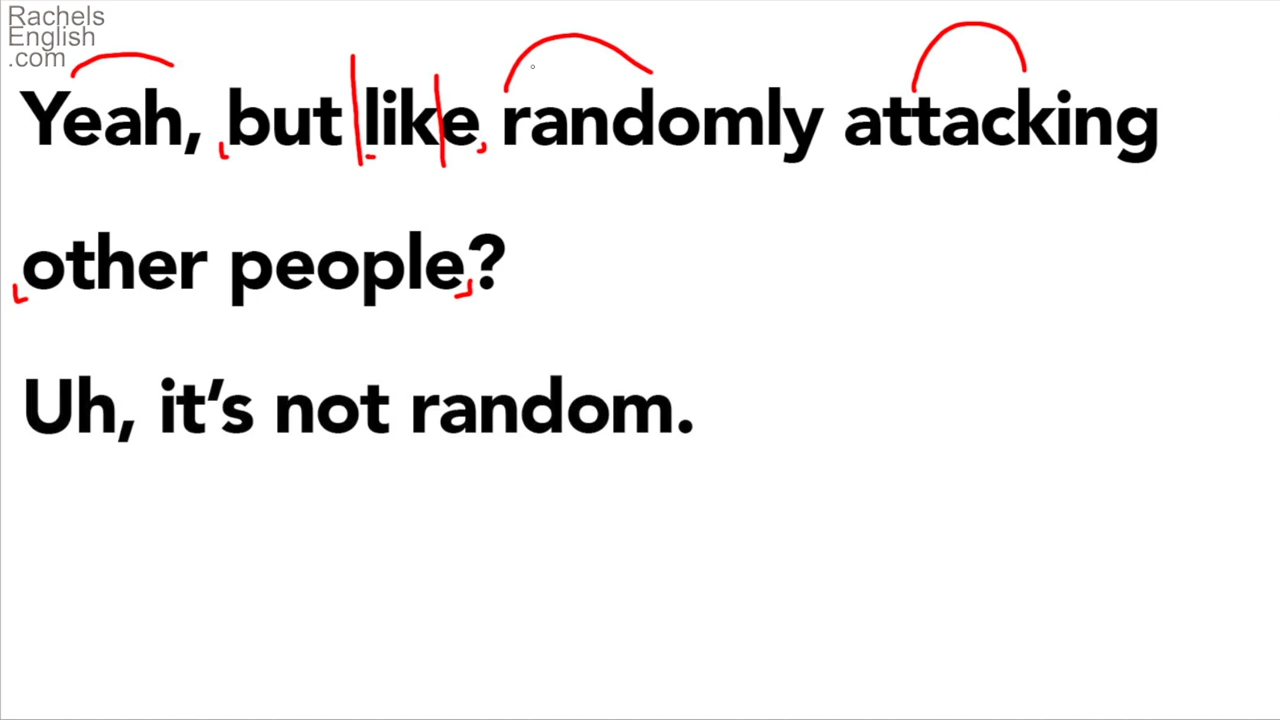 Rachels
English
.com
Yeah, but like randomly attacking
other people?
Uh, it’s not random.